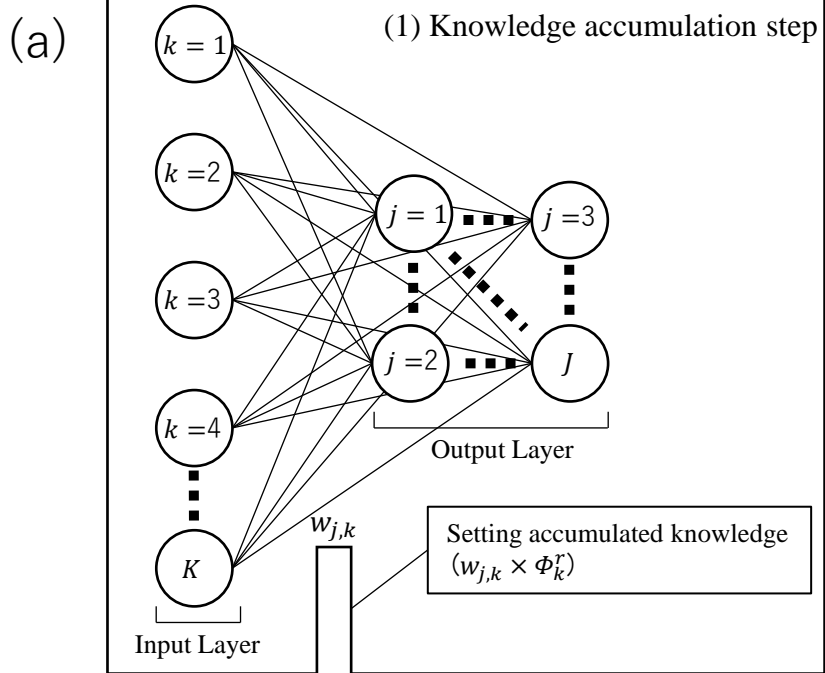 (a)
(1) Knowledge accumulation step
k = 1
k =2
k =3
k =4
K
Input Layer
j = 1
j =2
j =3
J
Output Layer
w_{j,k}
Setting accumulated knowledge
(w_{j,k} × Φ_k^r)